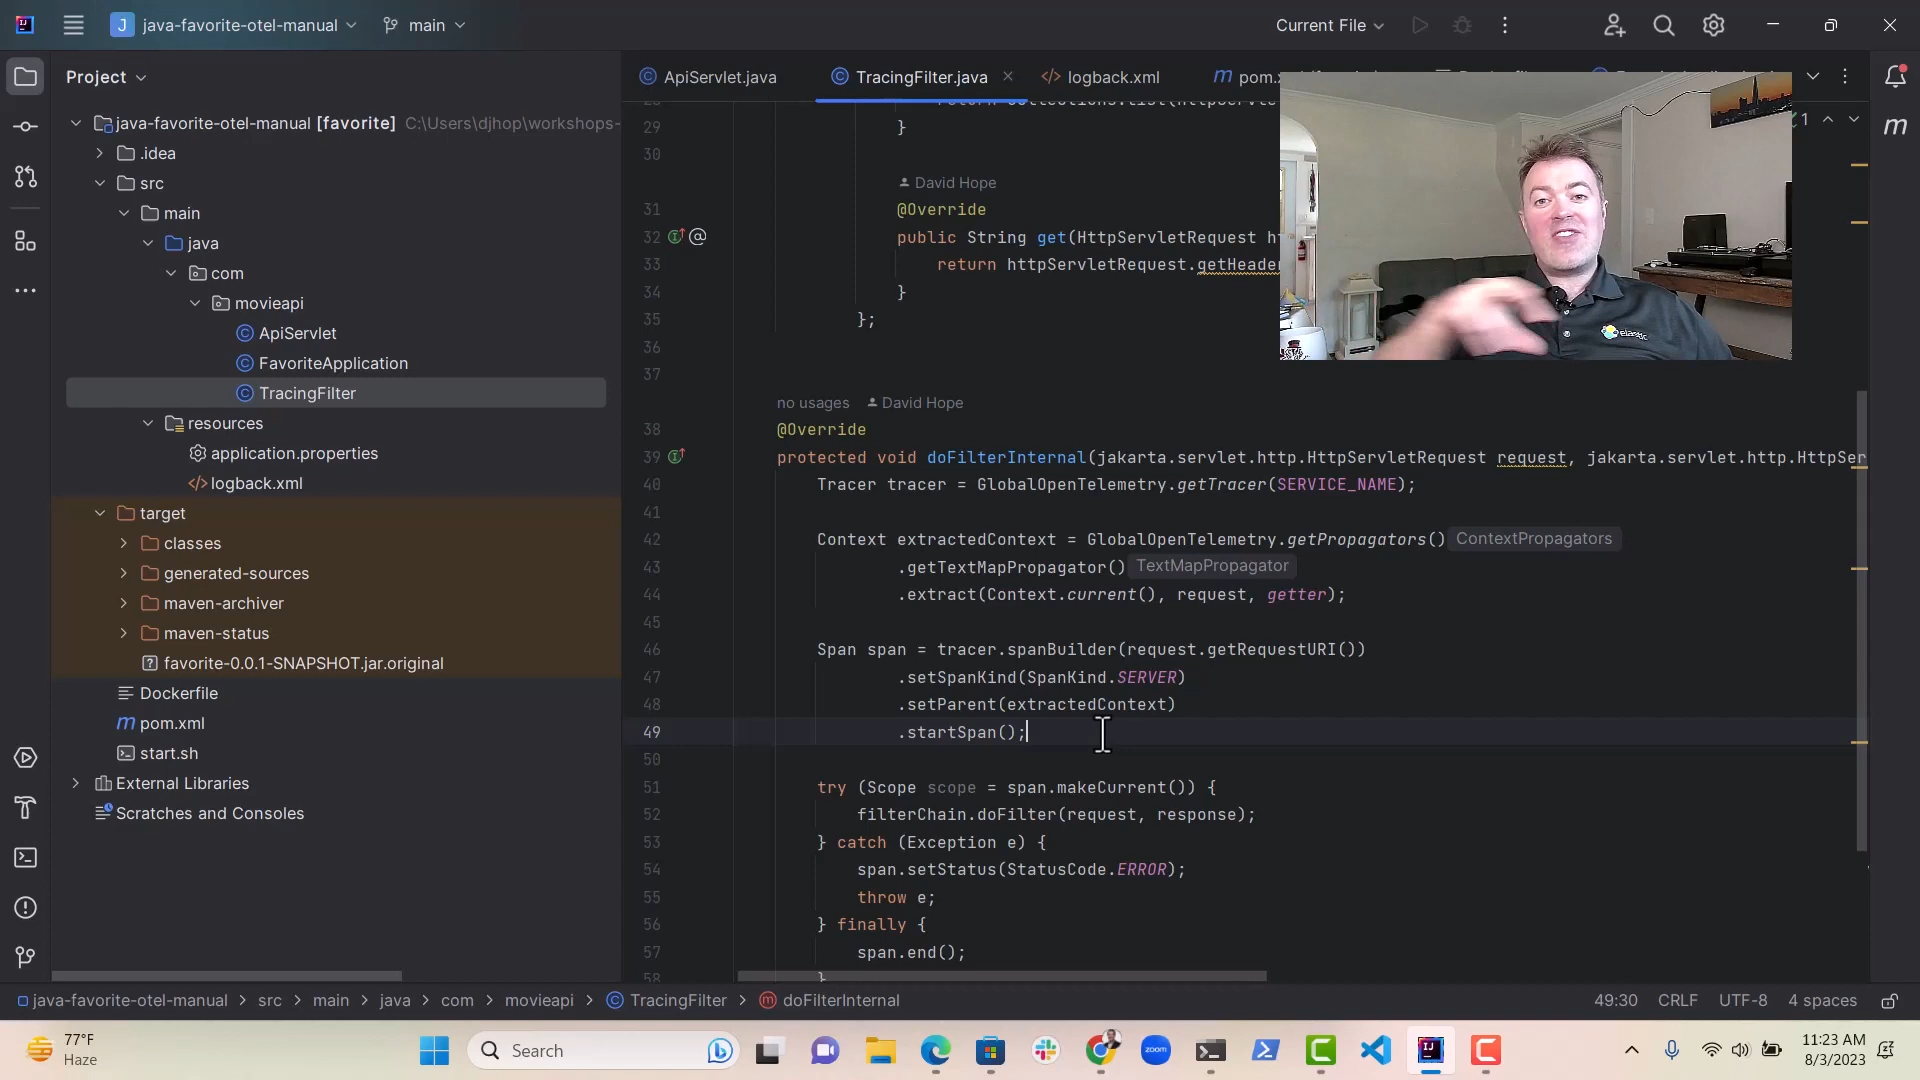 java-favorite-otel-manual
main
Current File
Project
java-favorite-otel-manual [favorite] C:\Users\djhop\workshops-
.idea
src
main
java
com
movieapi
ApiServlet
FavoriteApplication
TracingFilter
resources
application.properties
logback.xml
target
classes
generated-sources
maven-archiver
maven-status
favorite-0.0.1-SNAPSHOT.jar.original
Dockerfile
pom.xml
start.sh
External Libraries
Scratches and Consoles
ApiServlet.java
TracingFilter.java
logback.xml
29 }
30
David Hope
31 @Override
32 public String get(HttpServletRequest
33 return httpServletRequest.getHeader
34 }
35 };
36
37
no usages David Hope
38 @Override
39 protected void doFilterInternal(jakarta.servlet.http.HttpServletRequest request, jakarta.servlet.http.HttpSer
40 Tracer tracer = GlobalOpenTelemetry.getTracer(SERVICE_NAME);
41
42 Context extractedContext = GlobalOpenTelemetry.getPropagators() ContextPropagators
43 .getTextMapPropagator() TextMapPropagator
44 .extract(Context.current(), request, getter);
45
46 Span span = tracer.spanBuilder(request.getRequestURI())
47 .setSpanKind(SpanKind.SERVER)
48 .setParent(extractedContext)
49 .startSpan();
50
51 try (Scope scope = span.makeCurrent()) {
52 filterChain.doFilter(request, response);
53 } catch (Exception e) {
54 span.setStatus(StatusCode.ERROR);
55 throw e;
56 } finally {
57 span.end();
58 }
1
elastic
java-favorite-otel-manual > src > main > java > com > movieapi > TracingFilter > doFilterInternal
49:30 CRLF UTF-8 4 spaces
77°F
Haze
Search
zoom
11:23 AM
8/3/2023